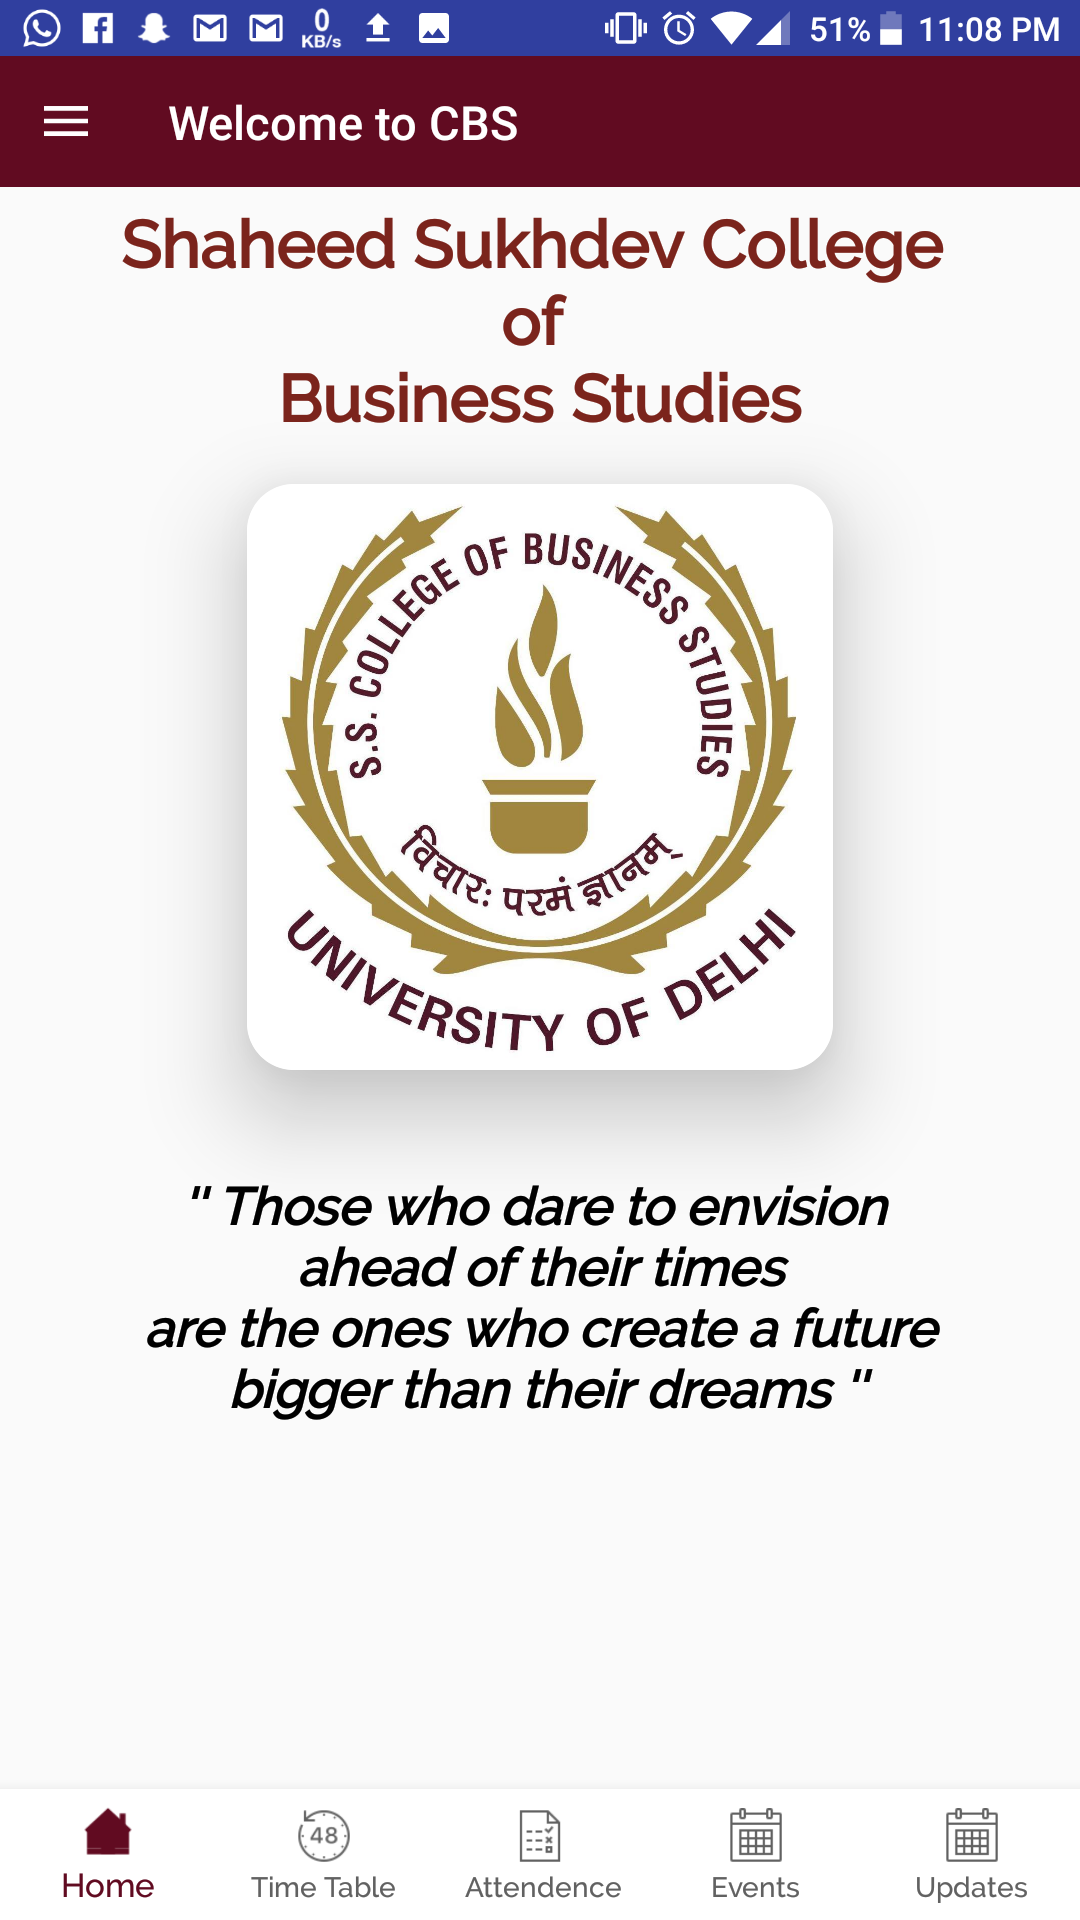 0
KB/s
51%
11:08 PM
Welcome to CBS
Shaheed Sukhdev College
of
Business Studies
S.S. COLLEGE OF BUSINESS STUDIES
विचारः परमं ज्ञानम्
UNIVERSITY OF DELHI
" Those who dare to envision
ahead of their times
are the ones who create a future
bigger than their dreams "
48
Home
Time Table
Attendence
Events
Updates